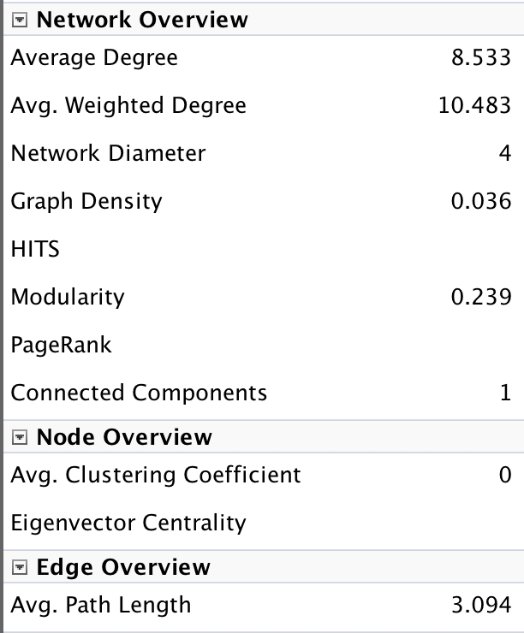 Network Overview
Average Degree 8.533
Avg. Weighted Degree 10.483
Network Diameter 4
Graph Density 0.036
HITS
Modularity 0.239
PageRank
Connected Components 1
Node Overview
Avg. Clustering Coefficient 0
Eigenvector Centrality
Edge Overview
Avg. Path Length 3.094